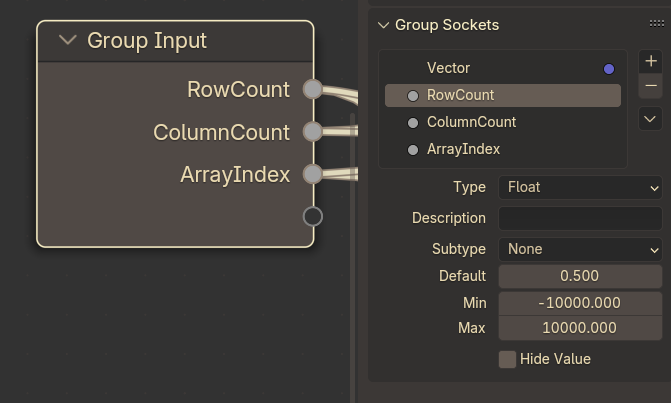 Group Input
RowCount
ColumnCount
ArrayIndex
Group Sockets
Vector
RowCount
ColumnCount
ArrayIndex
Type Float
Description
Subtype None
Default 0.500
Min -10000.000
Max 10000.000
Hide Value